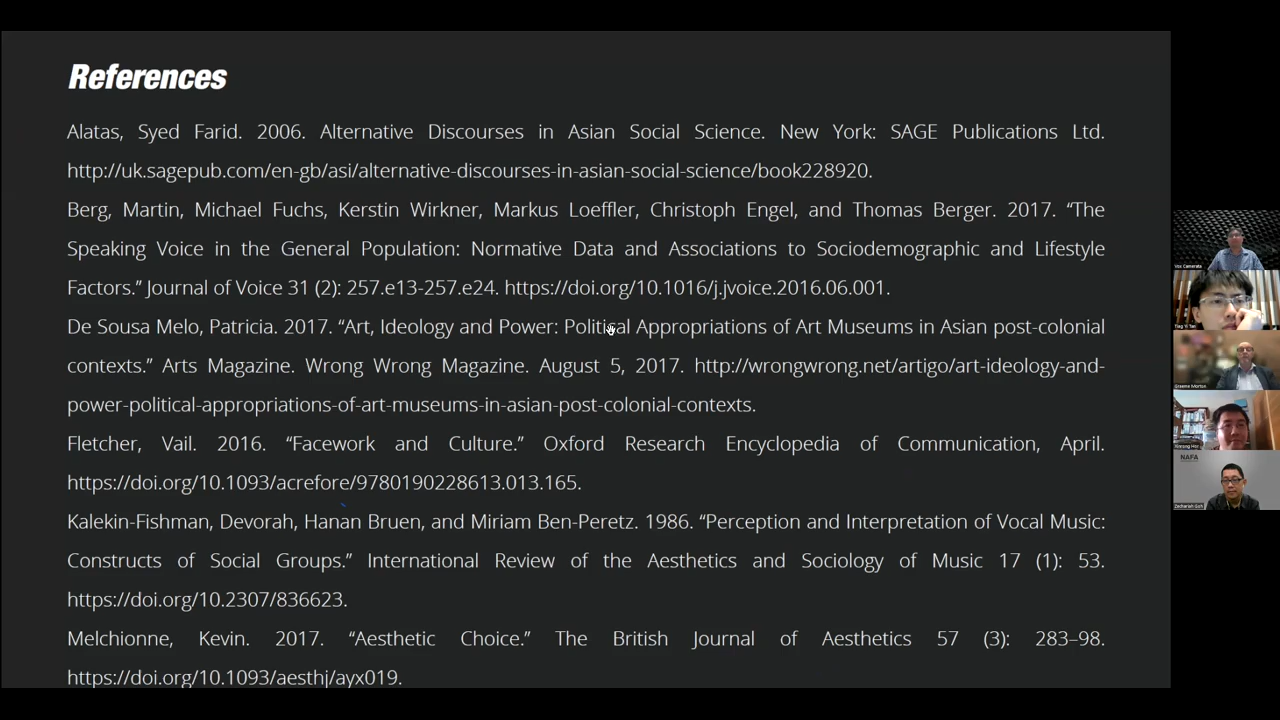 References
Alatas, Syed Farid. 2006. Alternative Discourses in Asian Social Science. New York: SAGE Publications Ltd.
http://uk.sagepub.com/en-gb/asi/alternative-discourses-in-asian-social-science/book228920.
Berg, Martin, Michael Fuchs, Kerstin Wirkner, Markus Loeffler, Christoph Engel, and Thomas Berger. 2017. “The
Speaking Voice in the General Population: Normative Data and Associations to Sociodemographic and Lifestyle
Factors.” Journal of Voice 31 (2): 257.e13-257.e24. https://doi.org/10.1016/j.jvoice.2016.06.001.
De Sousa Melo, Patricia. 2017. “Art, Ideology and Power: Political Appropriations of Art Museums in Asian post-colonial
contexts.” Arts Magazine. Wrong Wrong Magazine. August 5, 2017. http://wrongwrong.net/artigo/art-ideology-and-
power-political-appropriations-of-art-museums-in-asian-post-colonial-contexts.
Fletcher, Vail. 2016. “Facework and Culture.” Oxford Research Encyclopedia of Communication, April.
https://doi.org/10.1093/acrefore/9780190228613.013.165.
Kalekin-Fishman, Devorah, Hanan Bruen, and Miriam Ben-Peretz. 1986. “Perception and Interpretation of Vocal Music:
Constructs of Social Groups.” International Review of the Aesthetics and Sociology of Music 17 (1): 53.
https://doi.org/10.2307/836623.
Melchionne, Kevin. 2017. “Aesthetic Choice.” The British Journal of Aesthetics 57 (3): 283–98.
https://doi.org/10.1093/aesthj/ayx019.
Vox Camerata
Ting Yi Tan
Graeme Morton
NAFA
Zechariah Goh